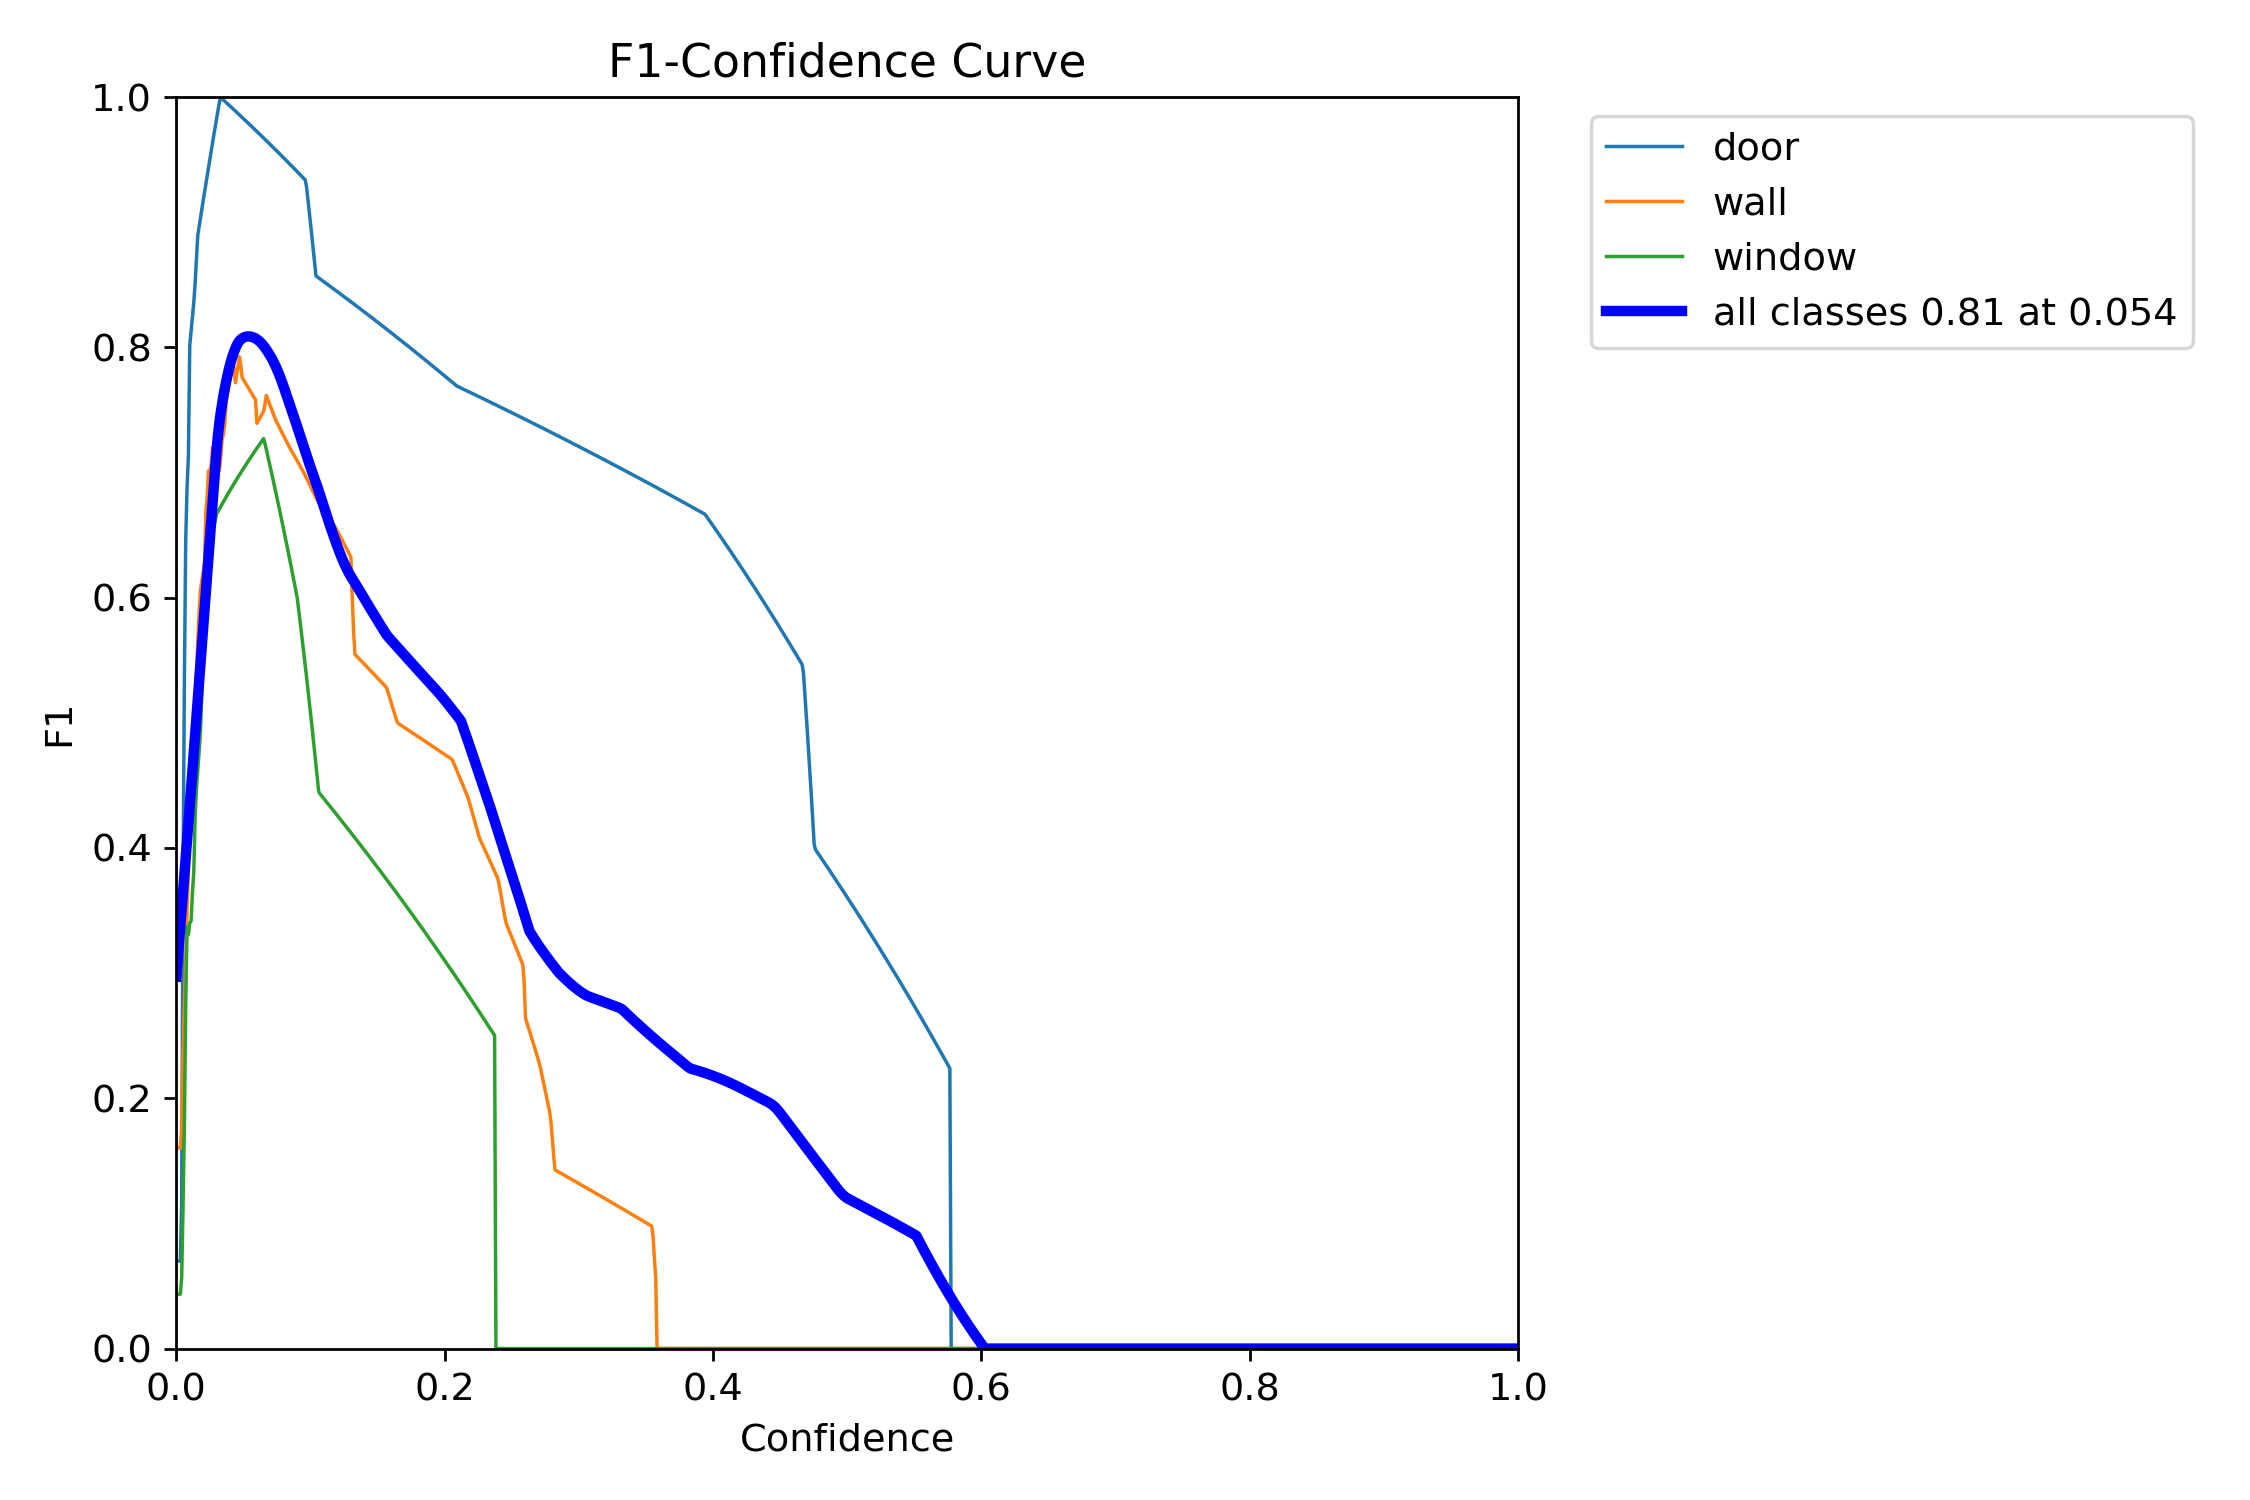 F1-Confidence Curve
1.0
0.8
0.6
0.4
0.2
0.0
F1
0.0 0.2 0.4 0.6 0.8 1.0
Confidence
door
wall
window
all classes 0.81 at 0.054